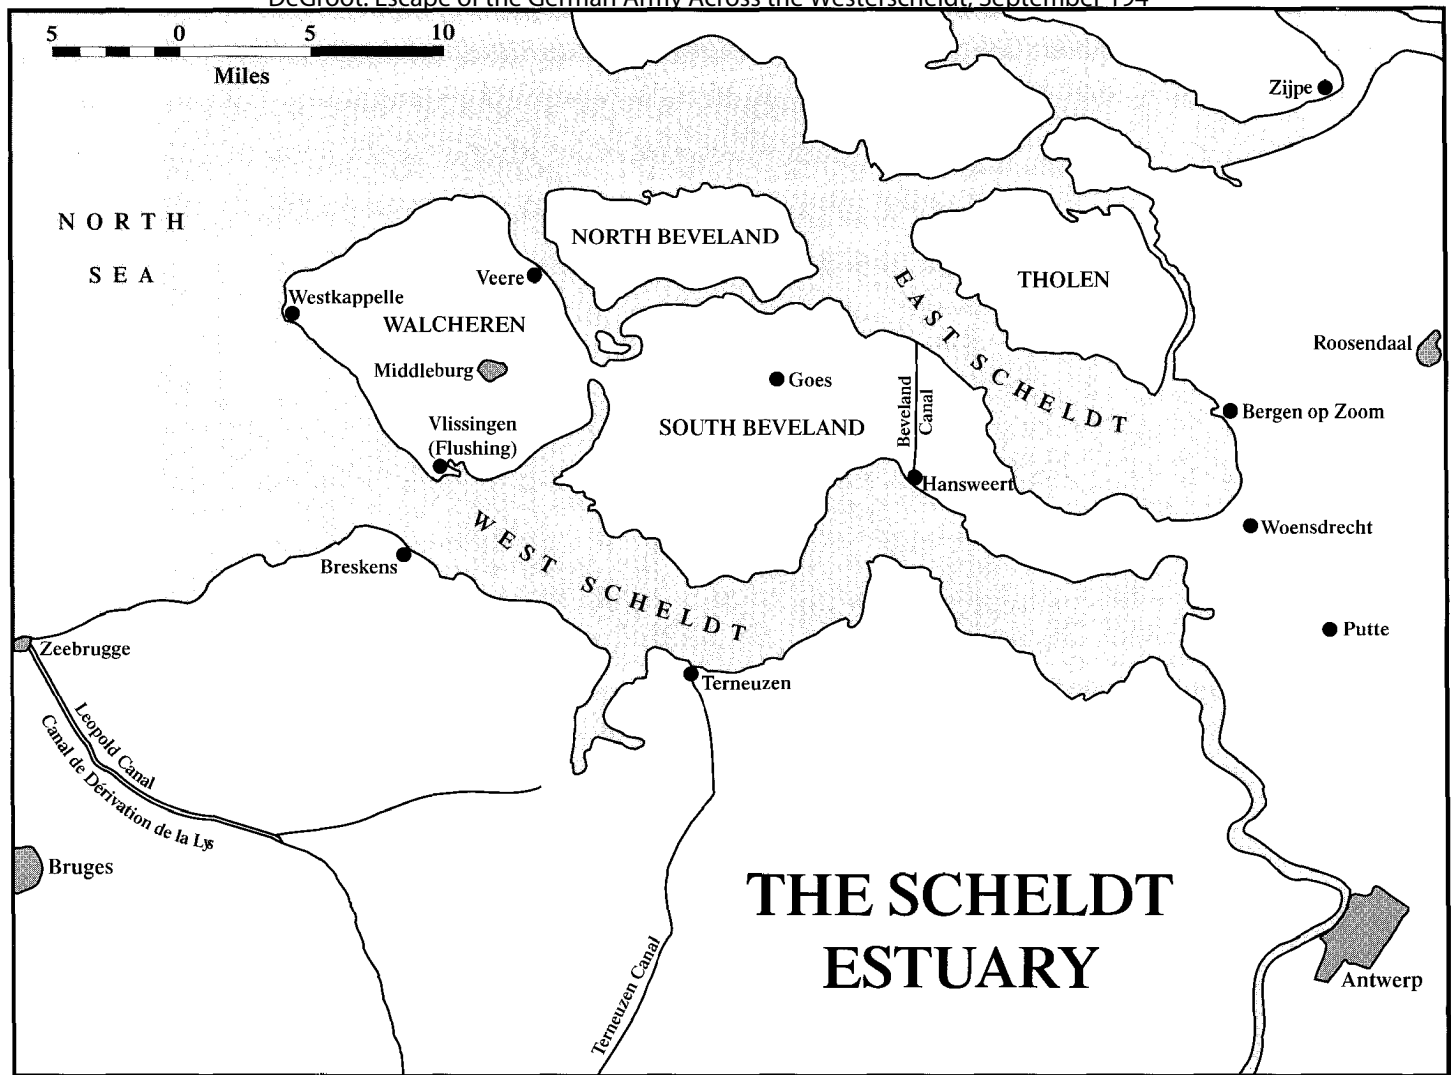 DeGroot: Escape of the German Army Across the Westerscheldt, September 194
5 0 5 10
Miles
Zijpe
NORTH
SEA
NORTH BEVELAND
Veere
THOLEN
Westkappelle
WALCHEREN
EAST SCHELDT
Roosendaal
Middleburg
Goes
Beveland
Canal
Bergen op Zoom
Vlissingen
(Flushing)
SOUTH BEVELAND
Hansweert
WEST SCHELDT
Woensdrecht
Breskens
Putte
Zeebrugge
Terneuzen
Leopold Canal
Canal de Dérivation de la Lys
Bruges
THE SCHELDT
ESTUARY
Terneuzen Canal
Antwerp